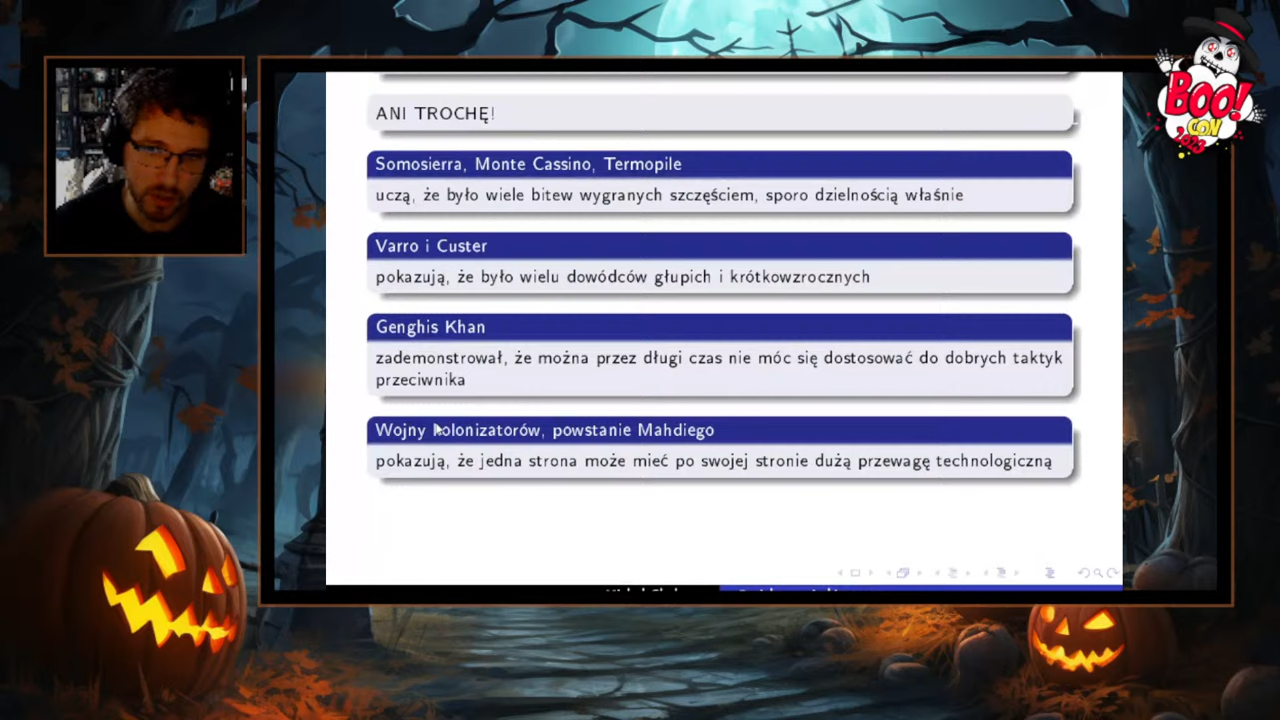 ANI TROCHĘ!
Somosierra, Monte Cassino, Termopile
uczą, że było wiele bitew wygranych szczęściem, sporo dzielnością właśnie
Varro i Custer
pokazują, że było wielu dowódców głupich i krótkowzrocznych
Genghis Khan
zademonstrował, że można przez długi czas nie móc się dostosować do dobrych taktyk
przeciwnika
Wojny kolonizatorów, powstanie Mahdiego
pokazują, że jedna strona może mieć po swojej stronie dużą przewagę technologiczną
BOO!
CON
2023